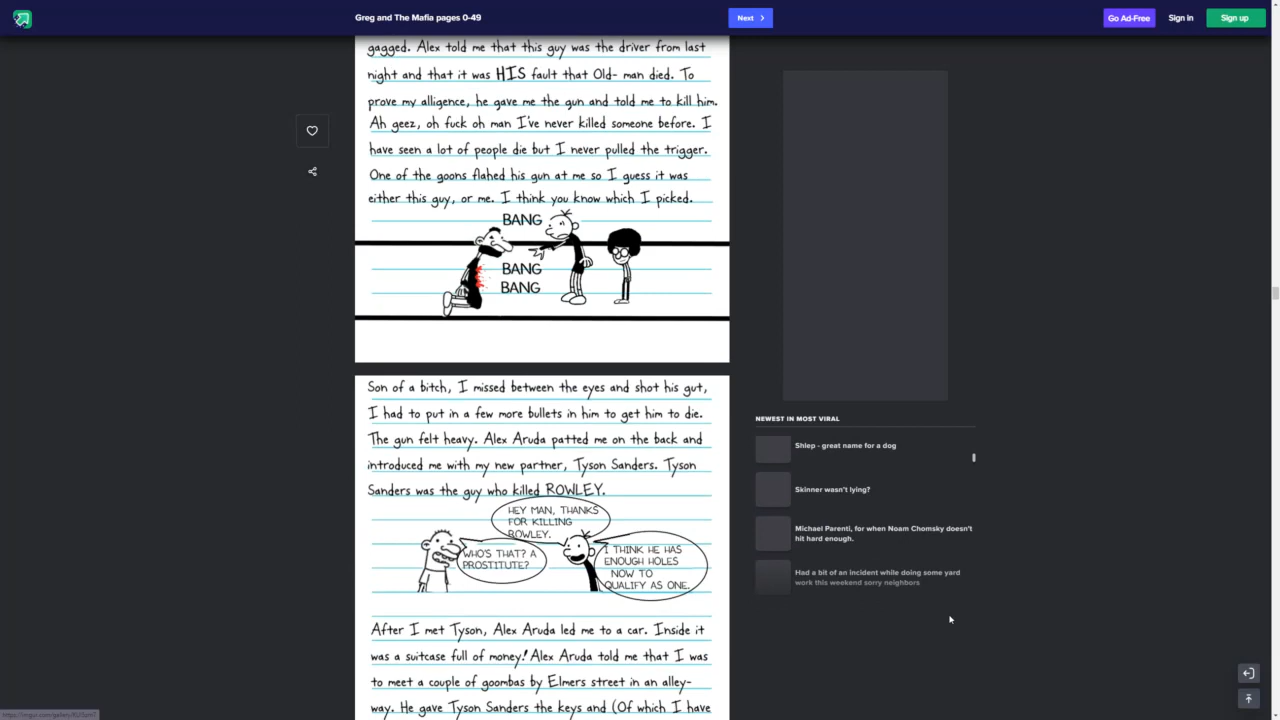 Greg and The Mafia pages 0-49
Next
Go Ad-Free
Sign in
Sign up
gagged. Alex told me that this guy was the driver from last
night and that it was HIS fault that Old- man died. To
prove my alligence, he gave me the gun and told me to kill him.
Ah geez, oh fuck oh man I've never killed someone before. I
have seen a lot of people die but I never pulled the trigger.
One of the goons flahed his gun at me so I guess it was
either this guy, or me. I think you know which I picked.
BANG
BANG
BANG
Son of a bitch, I missed between the eyes and shot his gut,
I had to put in a few more bullets in him to get him to die.
The gun felt heavy. Alex Aruda patted me on the back and
introduced me with my new partner, Tyson Sanders. Tyson
Sanders was the guy who killed ROWLEY.
HEY MAN, THANKS
FOR KILLING
ROWLEY.
WHO'S THAT? A
PROSTITUTE?
I THINK HE HAS
ENOUGH HOLES
NOW TO
QUALIFY AS ONE.
After I met Tyson, Alex Aruda led me to a car. Inside it
was a suitcase full of money! Alex Aruda told me that I was
to meet a couple of goombas by Elmers street in an alley-
way. He gave Tyson Sanders the keys and (Of which I have
NEWEST IN MOST VIRAL
Shlep - great name for a dog
Skinner wasn't lying?
Michael Parenti, for when Noam Chomsky doesn't
hit hard enough.
Had a bit of an incident while doing some yard
work this weekend sorry neighbors